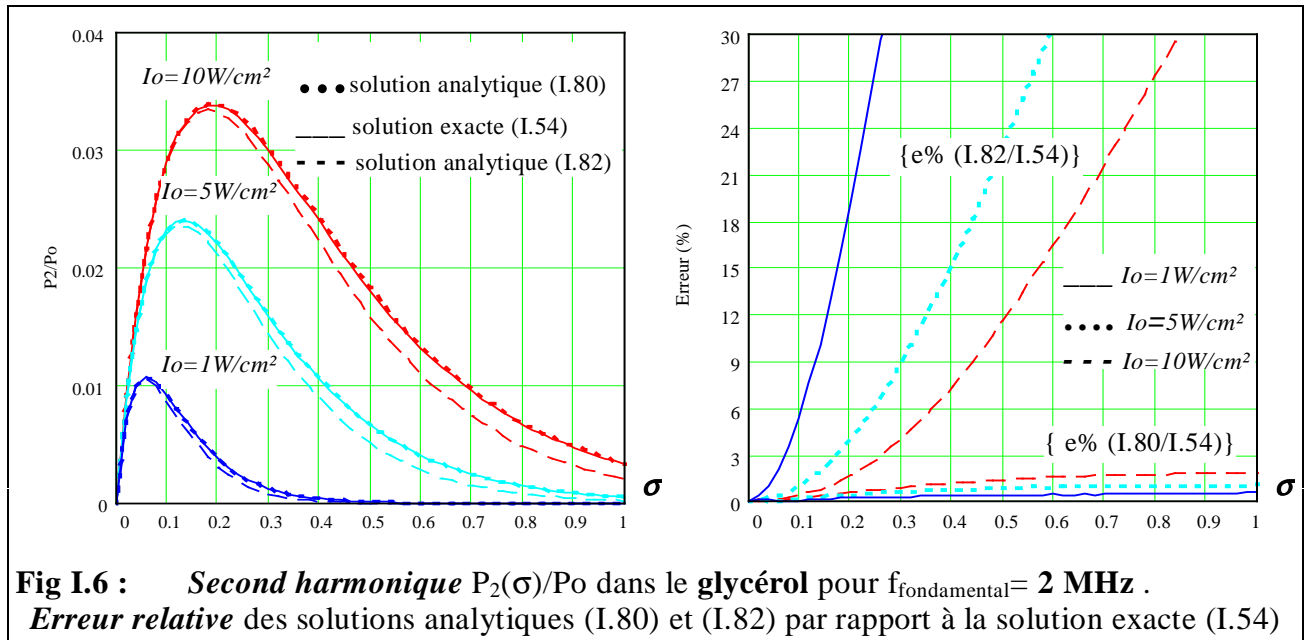 0.04
0.03
0.02
0.01
0
P2/Po
Io=10W/cm²
Io=5W/cm²
Io=1W/cm²
••• solution analytique (I.80)
___ solution exacte (I.54)
- - - solution analytique (I.82)
0 0.1 0.2 0.3 0.4 0.5 0.6 0.7 0.8 0.9 1
σ
30
27
24
21
18
15
12
9
6
3
0
Erreur (%)
{e% (I.82/I.54)}
___ Io=1W/cm²
•••• Io=5W/cm²
- - - Io=10W/cm²
{ e% (I.80/I.54)}
0 0.1 0.2 0.3 0.4 0.5 0.6 0.7 0.8 0.9 1
σ
Fig I.6 : Second harmonique P₂(σ)/Po dans le glycérol pour f_fondamental= 2 MHz .
Erreur relative des solutions analytiques (I.80) et (I.82) par rapport à la solution exacte (I.54)